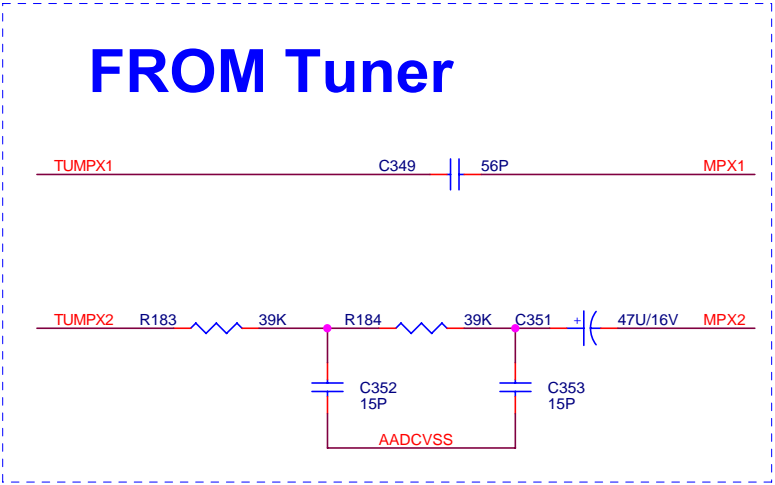 FROM Tuner
TUMPX1 C349 56P MPX1
TUMPX2 R183 39K R184 39K C351 + 47U/16V MPX2
C352 C353
15P 15P
AADCVSS